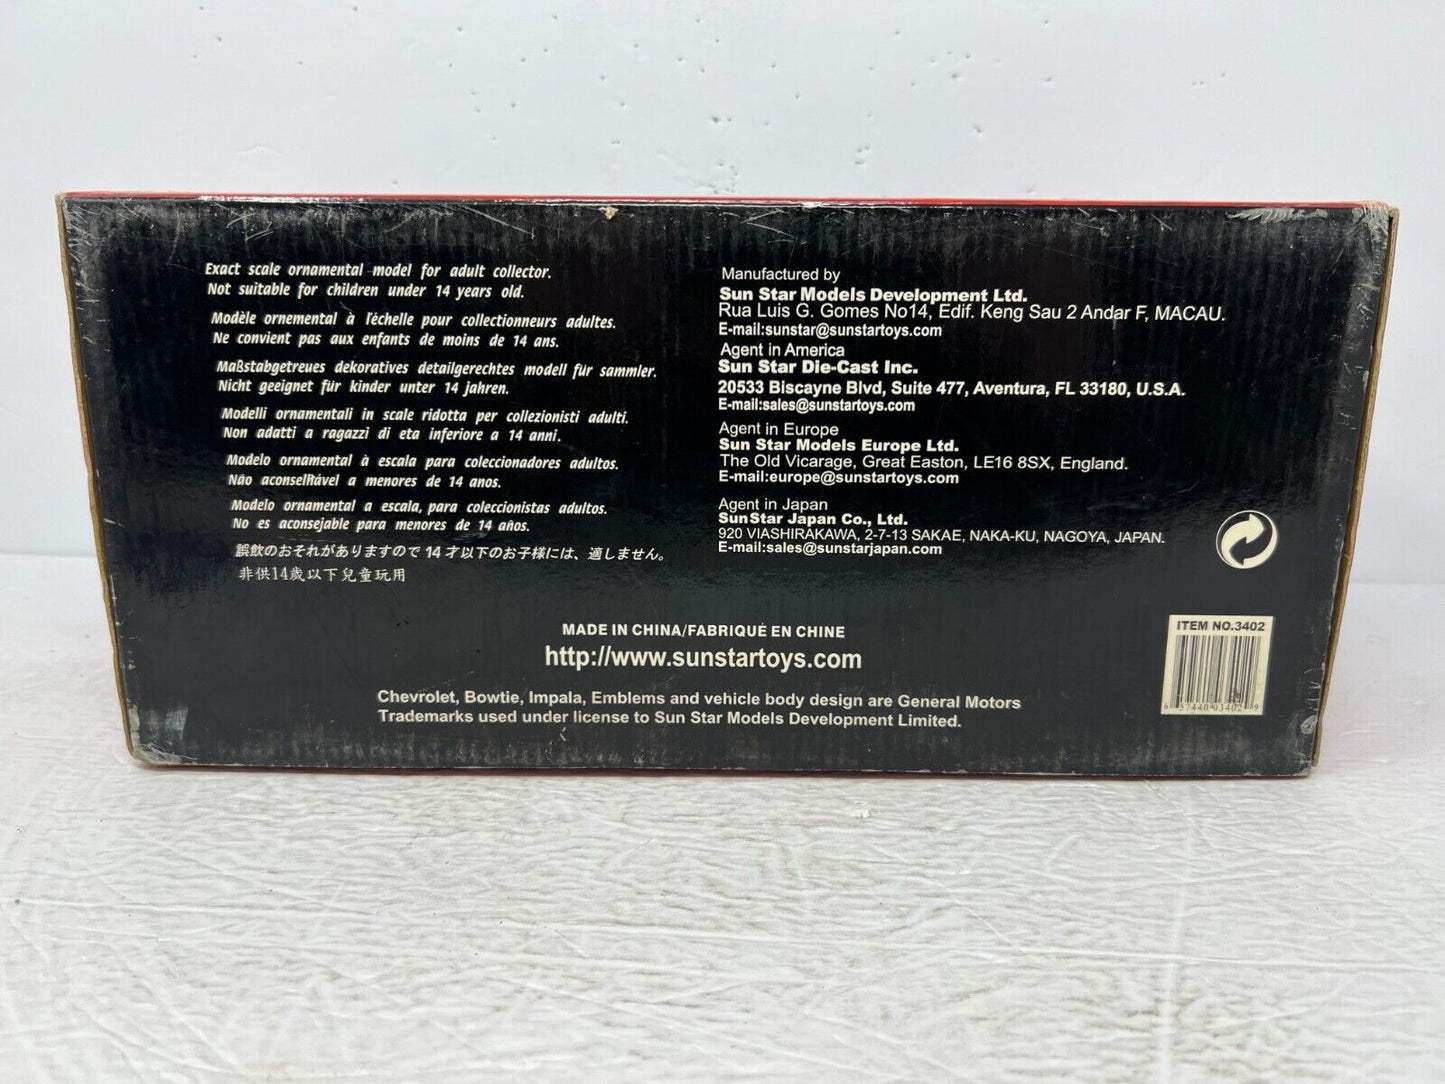 Exact scale ornamental model for adult collector.
Not suitable for children under 14 years old.
Modèle ornemental à l'échelle pour collectionneurs adultes.
Ne convient pas aux enfants de moins de 14 ans.
Maßstabgetreues dekoratives detailgerechtes modell für sammler.
Nicht geeignet für kinder unter 14 jahren.
Modelli ornamentali in scale ridotta per collezionisti adulti.
Non adatti a ragazzi di eta inferiore a 14 anni.
Modelo ornamental à escala para coleccionadores adultos.
Não aconselhável a menores de 14 anos.
Modelo ornamental a escala, para coleccionistas adultos.
No es aconsejable para menores de 14 años.
誤飲のおそれがありますので 14 才以下のお子様には、適しません。
非供14歲以下兒童玩用
Manufactured by
Sun Star Models Development Ltd.
Rua Luis G. Gomes No14, Edif. Keng Sau 2 Andar F, MACAU.
E-mail:sunstar@sunstartoys.com
Agent in America
Sun Star Die-Cast Inc.
20533 Biscayne Blvd, Suite 477, Aventura, FL 33180, U.S.A.
E-mail:sales@sunstartoys.com
Agent in Europe
Sun Star Models Europe Ltd.
The Old Vicarage, Great Easton, LE16 8SX, England.
E-mail:europe@sunstartoys.com
Agent in Japan
SunStar Japan Co., Ltd.
920 VIASHIRAKAWA, 2-7-13 SAKAE, NAKA-KU, NAGOYA, JAPAN.
E-mail:sales@sunstarjapan.com
MADE IN CHINA/FABRIQUÉ EN CHINE
http://www.sunstartoys.com
Chevrolet, Bowtie, Impala, Emblems and vehicle body design are General Motors
Trademarks used under license to Sun Star Models Development Limited.
ITEM NO.3402
6 57440 03402 9